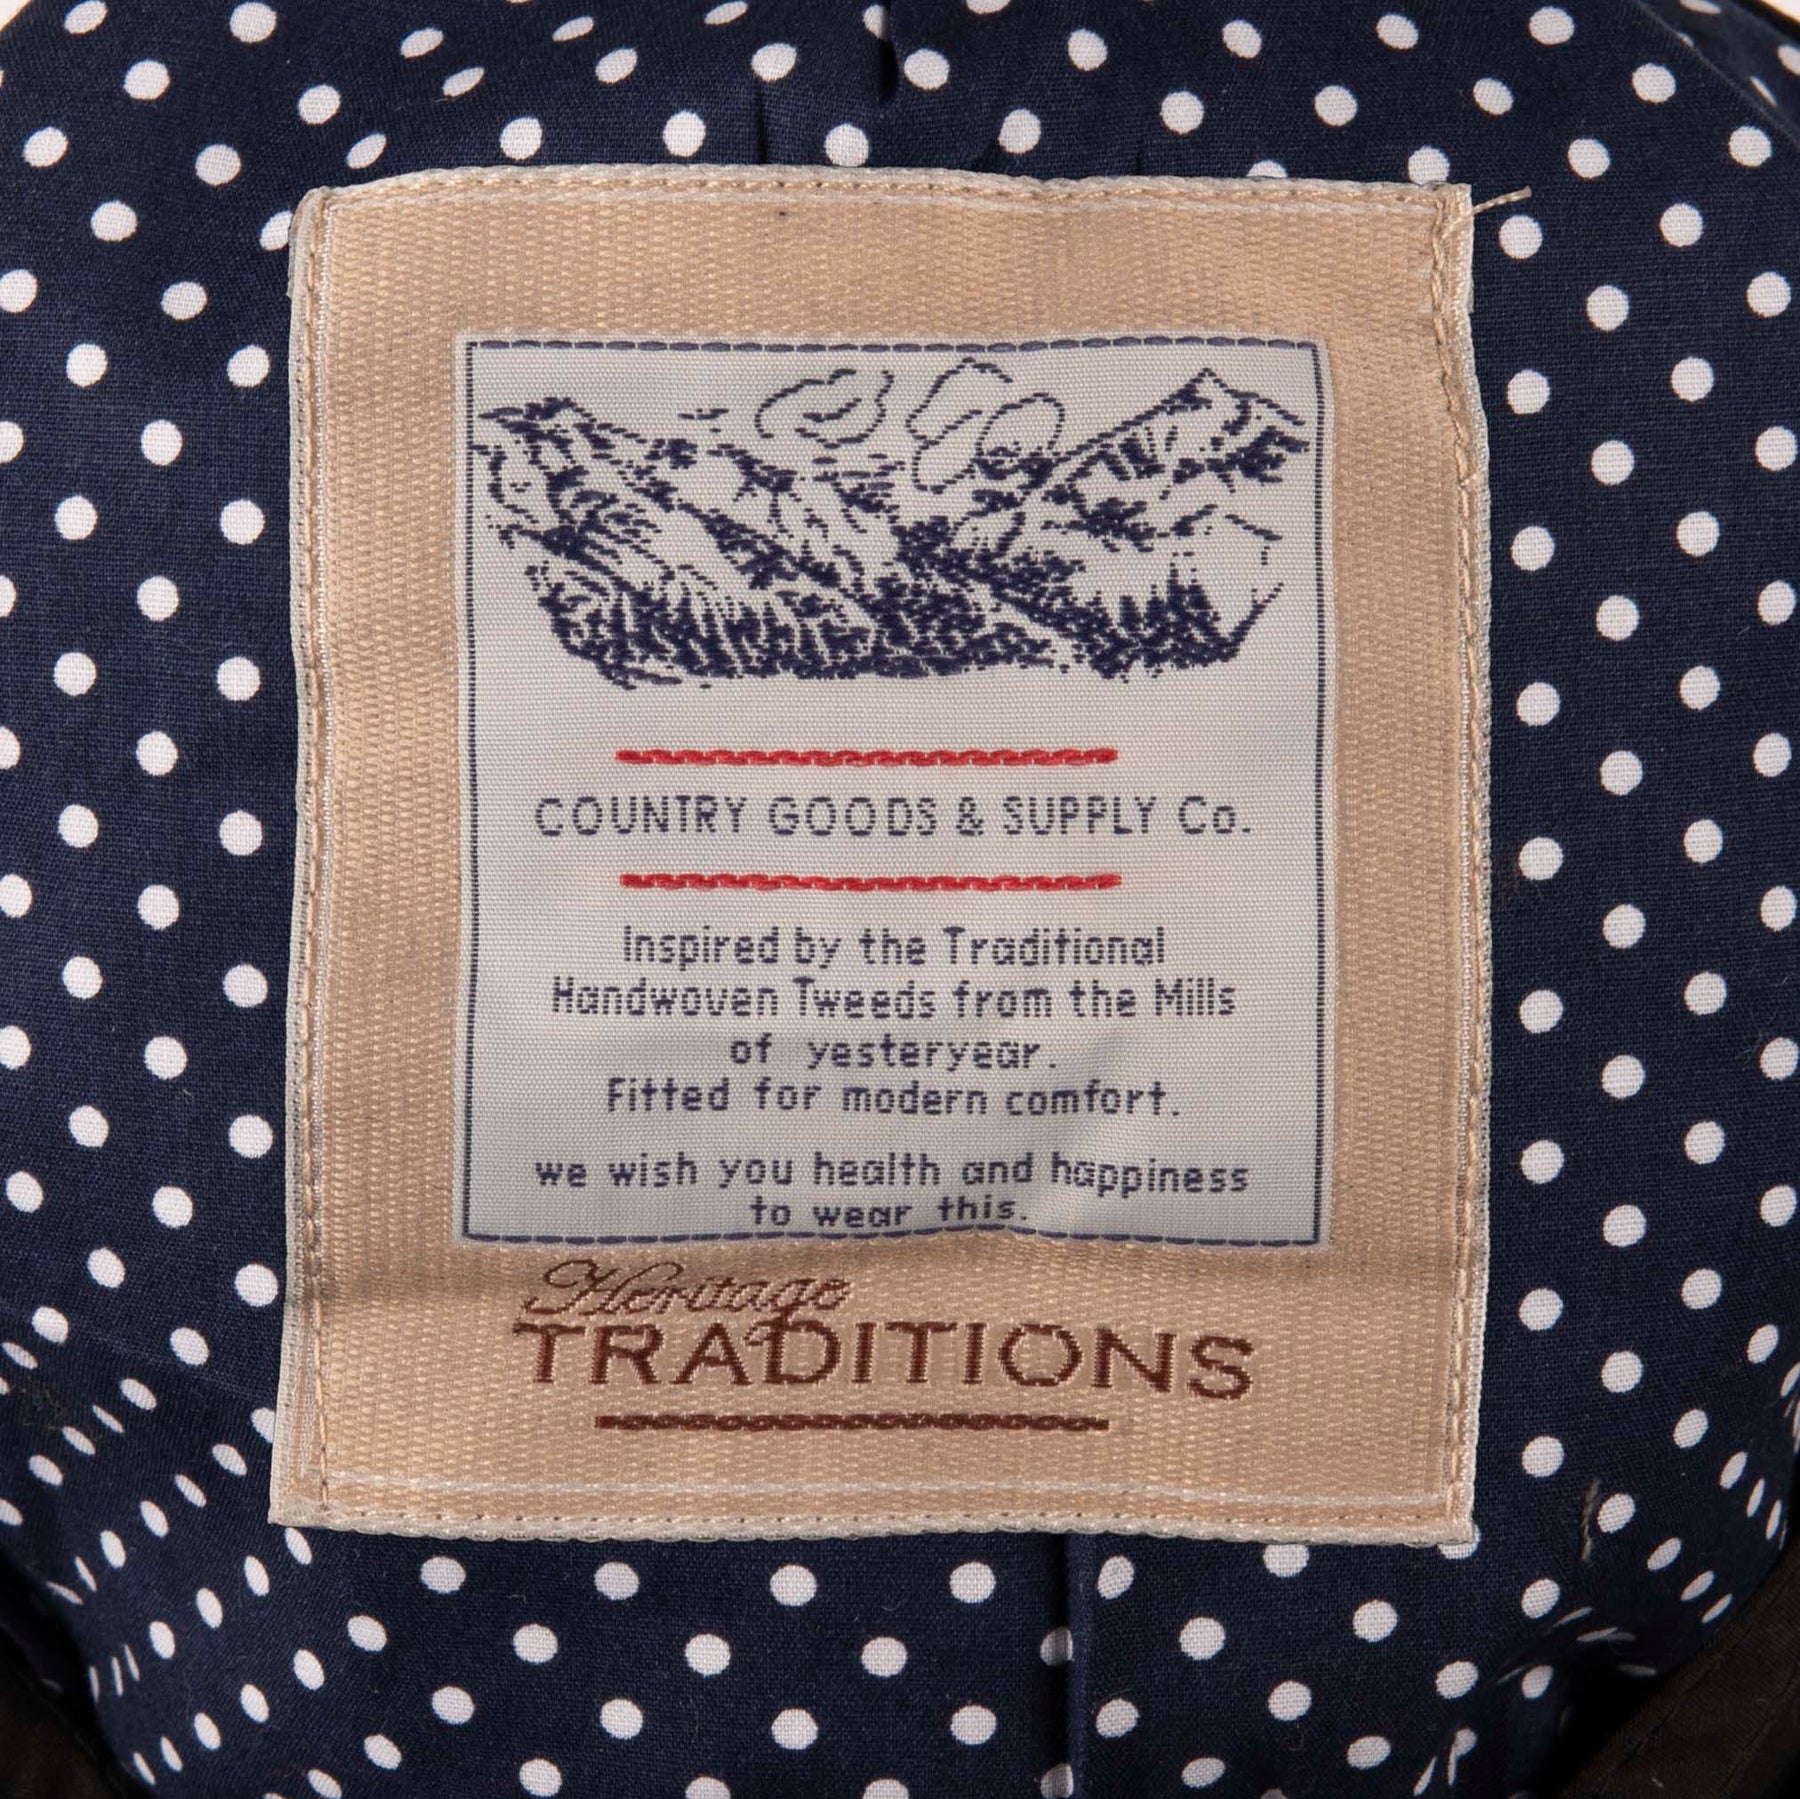 COUNTRY GOODS & SUPPLY Co.
Inspired by the Traditional
Handwoven Tweeds from the Mills
of yesteryear.
Fitted for modern comfort.
we wish you health and happiness
to wear this.
Heritage
TRADITIONS